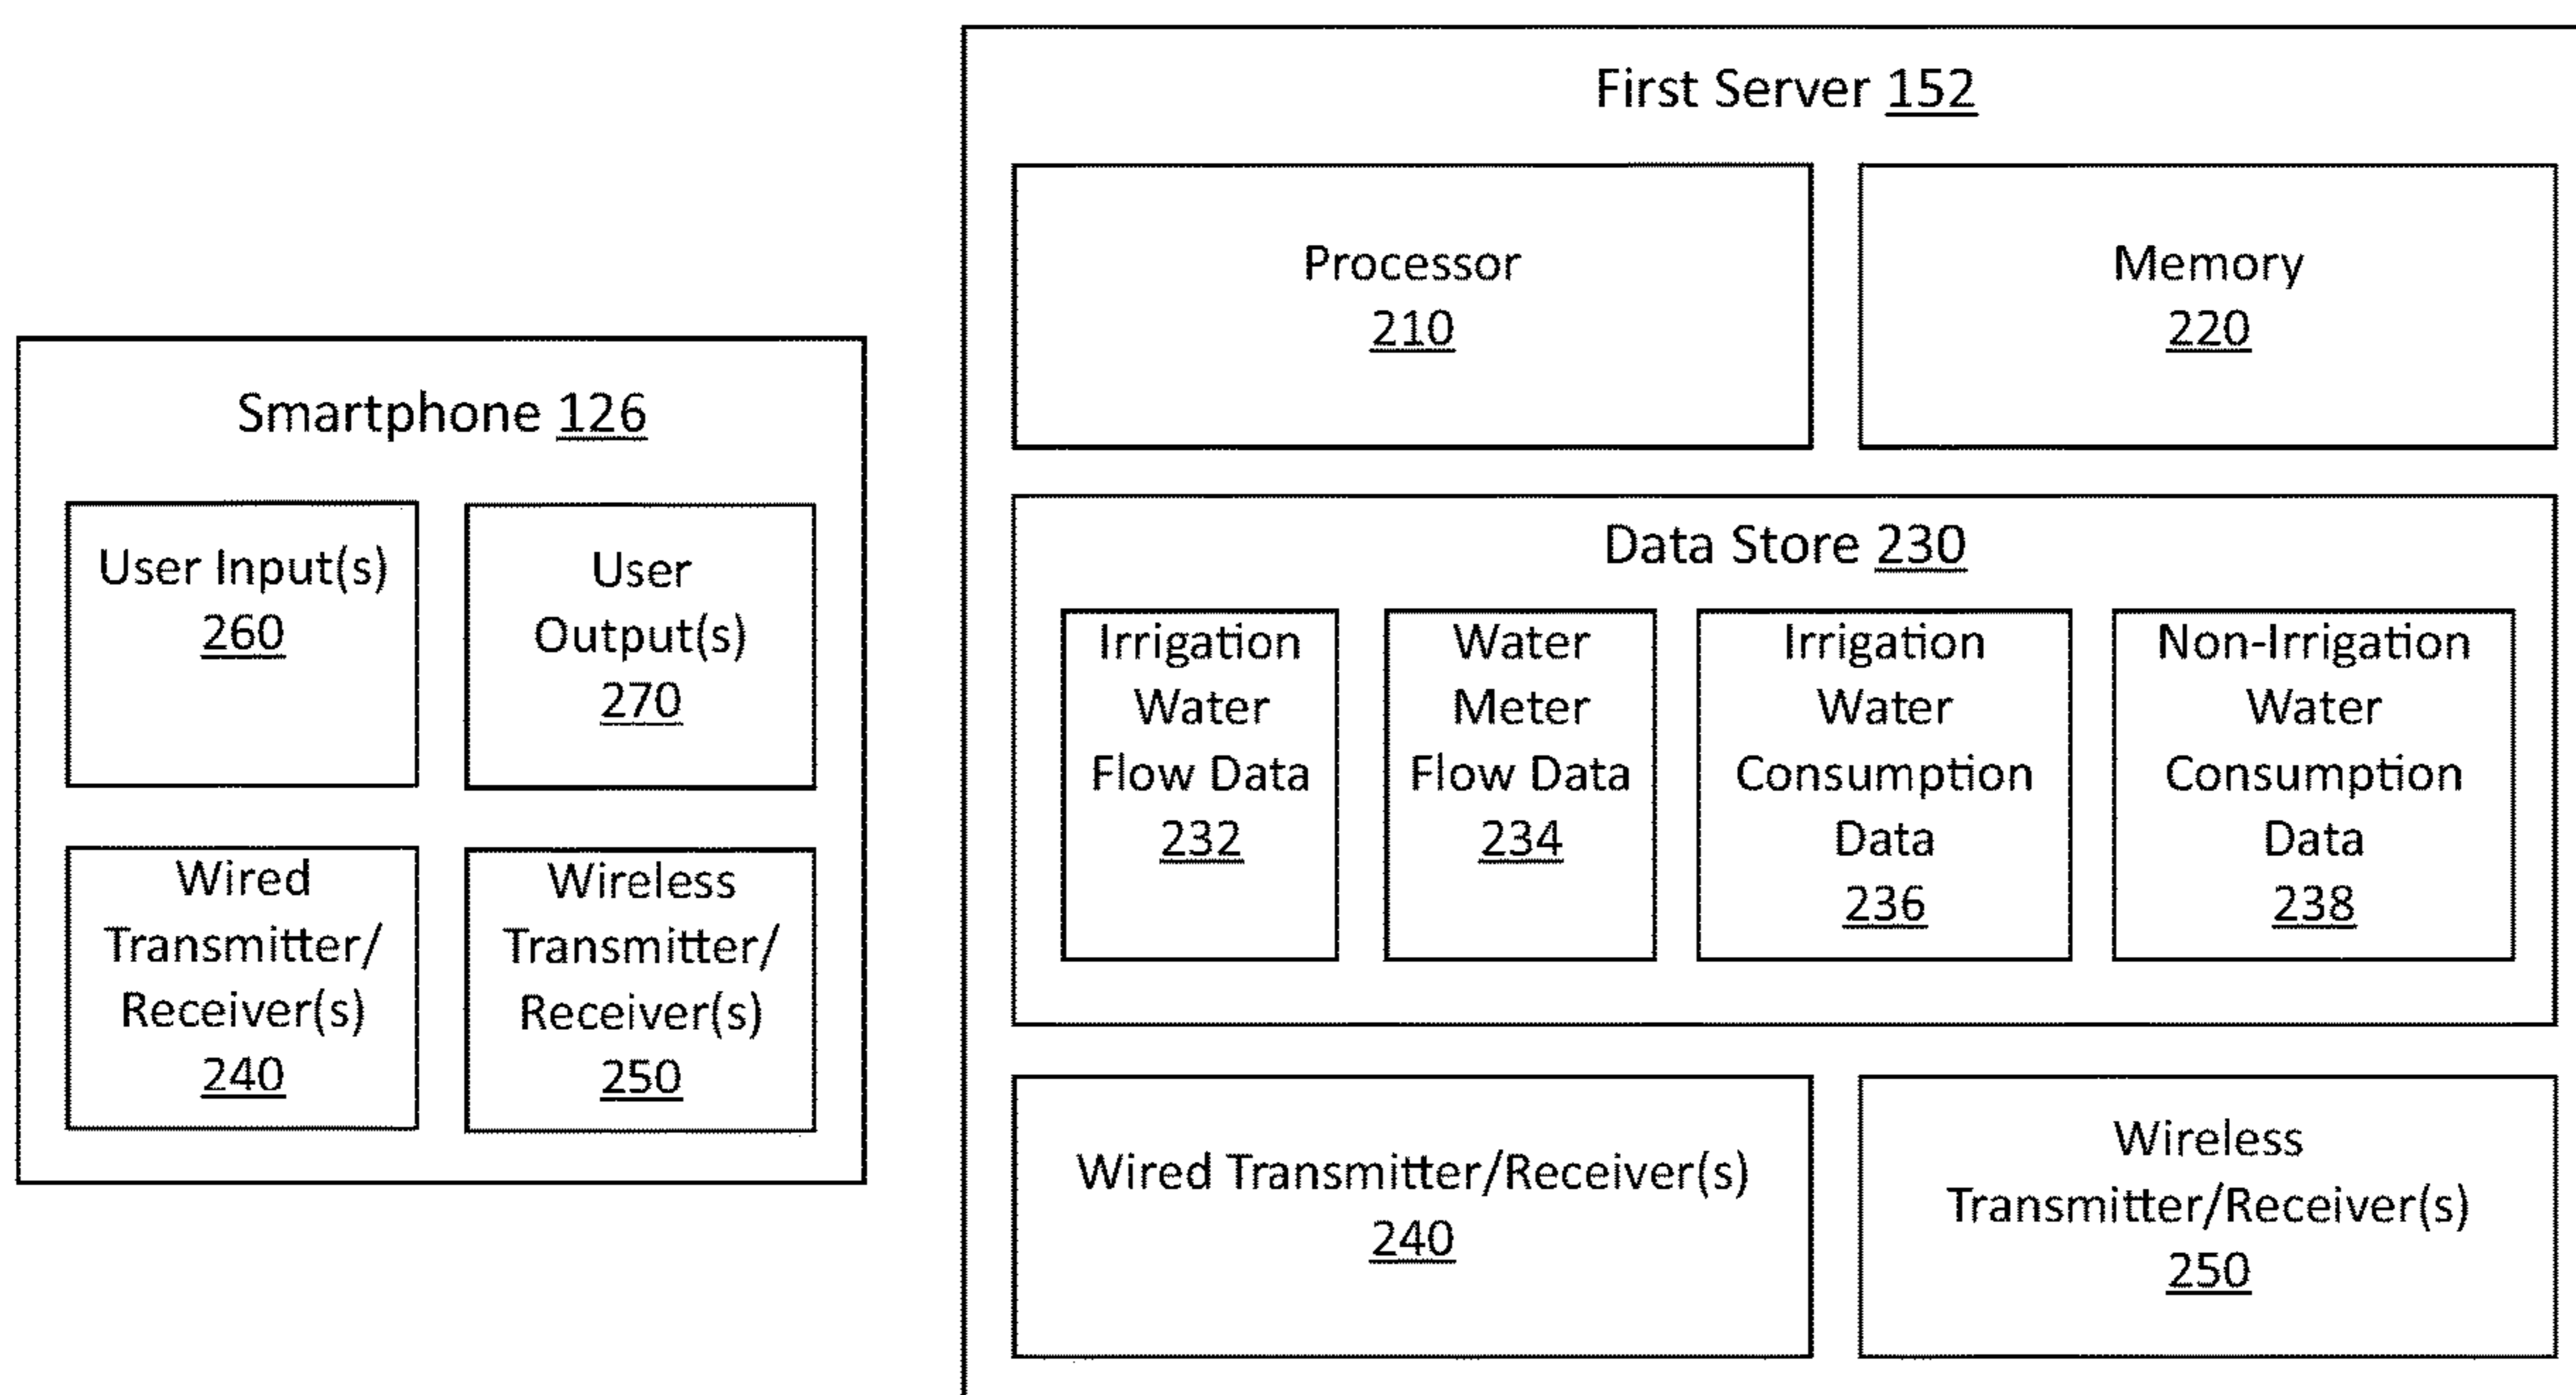 Smartphone 126
User Input(s)
260
User
Output(s)
270
Wired
Transmitter/
Receiver(s)
240
Wireless
Transmitter/
Receiver(s)
250
First Server 152
Processor
210
Memory
220
Data Store 230
Irrigation
Water
Flow Data
232
Water
Meter
Flow Data
234
Irrigation
Water
Consumption
Data
236
Non-Irrigation
Water
Consumption
Data
238
Wired Transmitter/Receiver(s)
240
Wireless
Transmitter/Receiver(s)
250